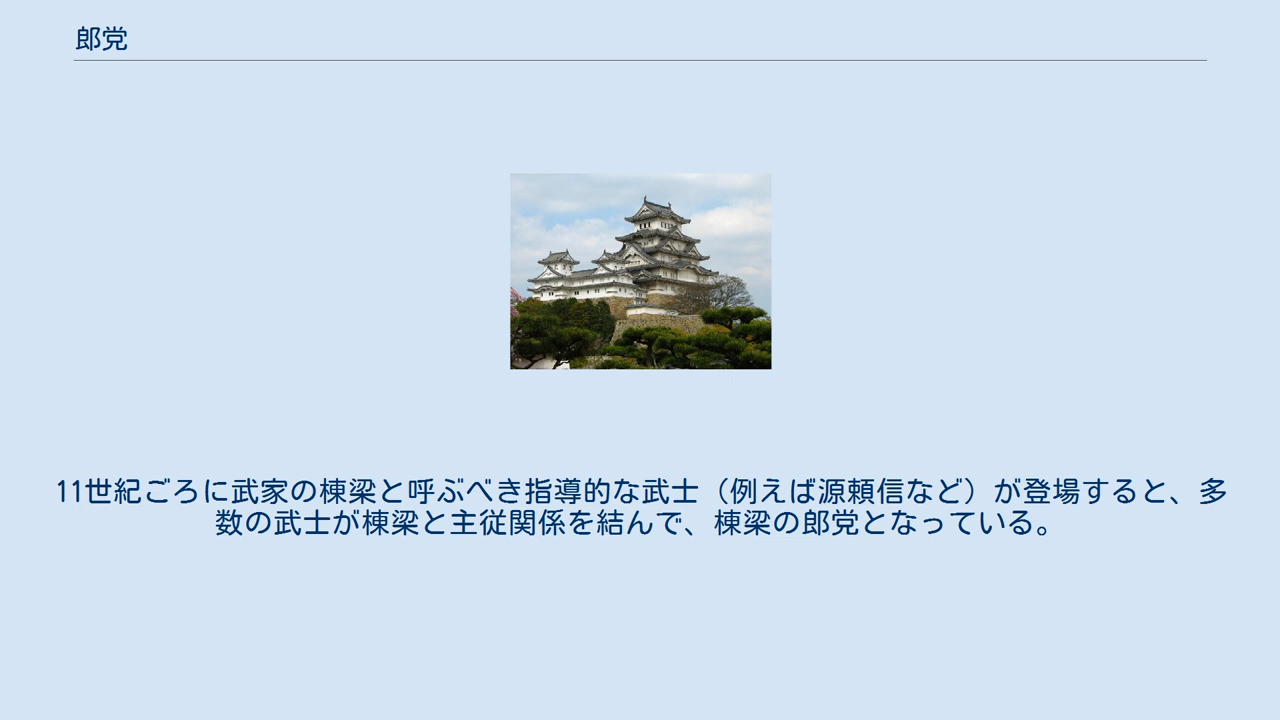 郎党
11世紀ごろに武家の棟梁と呼ぶべき指導的な武士（例えば源頼信など）が登場すると、多
数の武士が棟梁と主従関係を結んで、棟梁の郎党となっている。